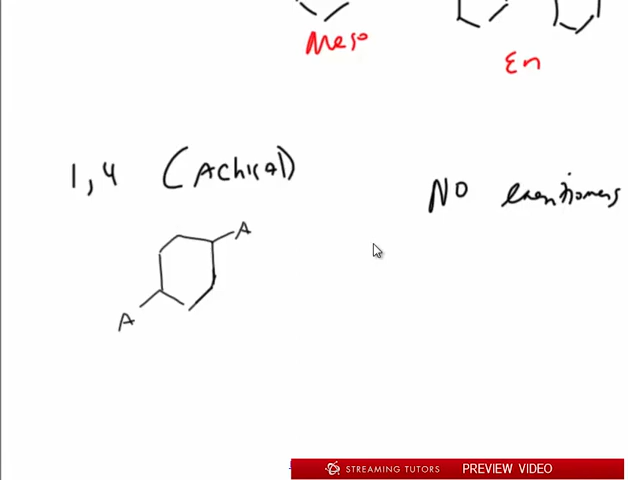 Meso
En
1,4 (Achiral)
NO enantiomers
A
A
STREAMING TUTORS PREVIEW VIDEO